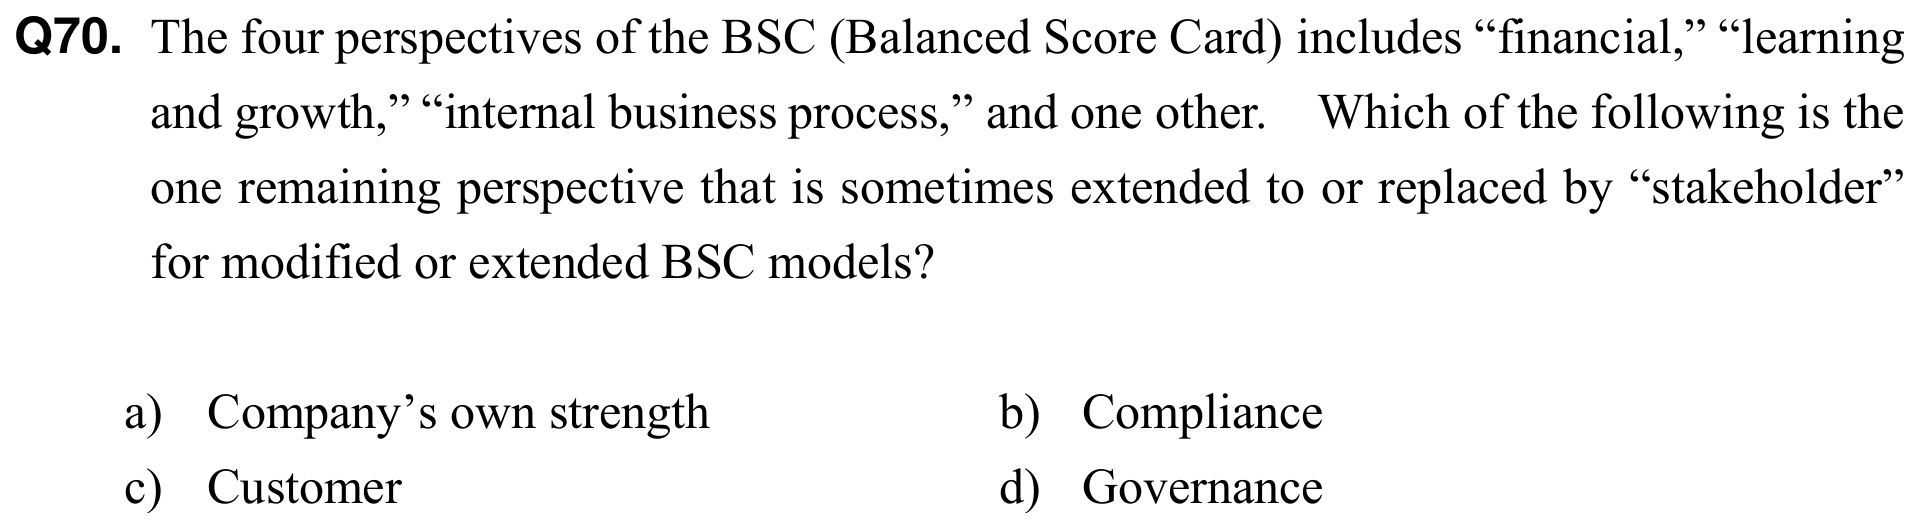 Q70. The four perspectives of the BSC (Balanced Score Card) includes “financial,” “learning
and growth,” “internal business process,” and one other. Which of the following is the
one remaining perspective that is sometimes extended to or replaced by “stakeholder”
for modified or extended BSC models?
a) Company’s own strength b) Compliance
c) Customer d) Governance